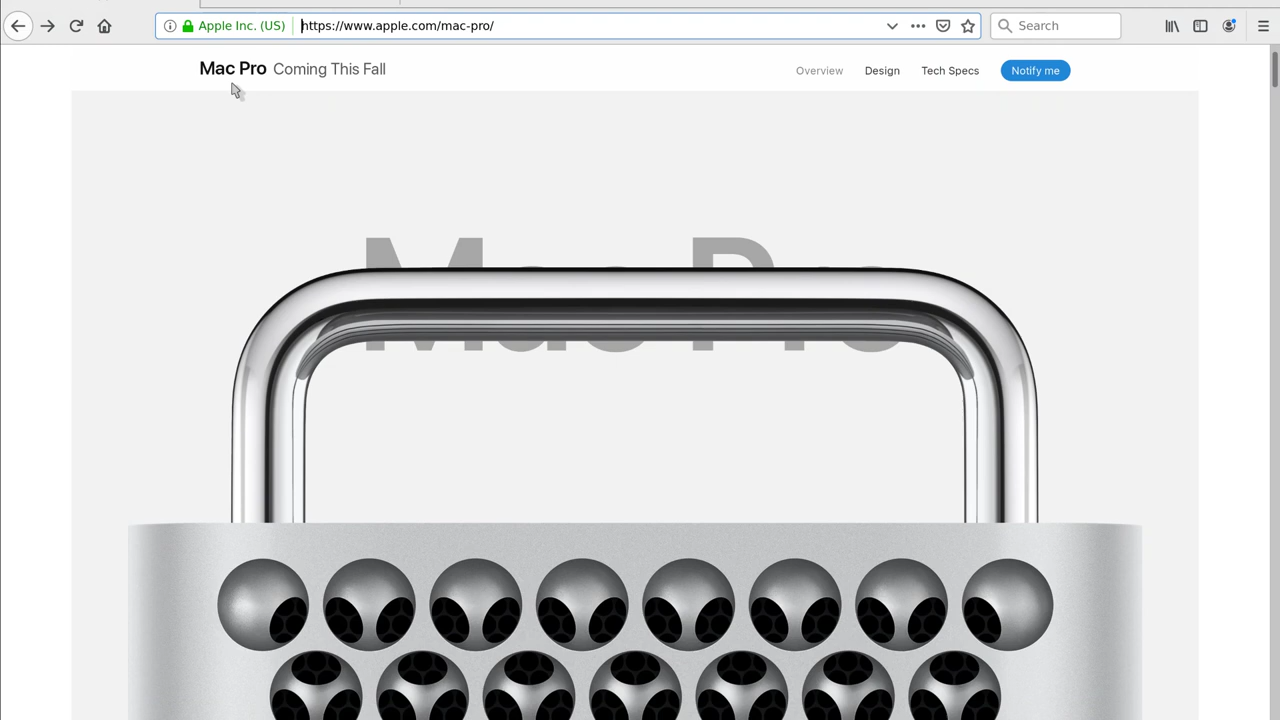 Apple Inc. (US) https://www.apple.com/mac-pro/ Search
Mac Pro Coming This Fall Overview Design Tech Specs Notify me
Mac Pro